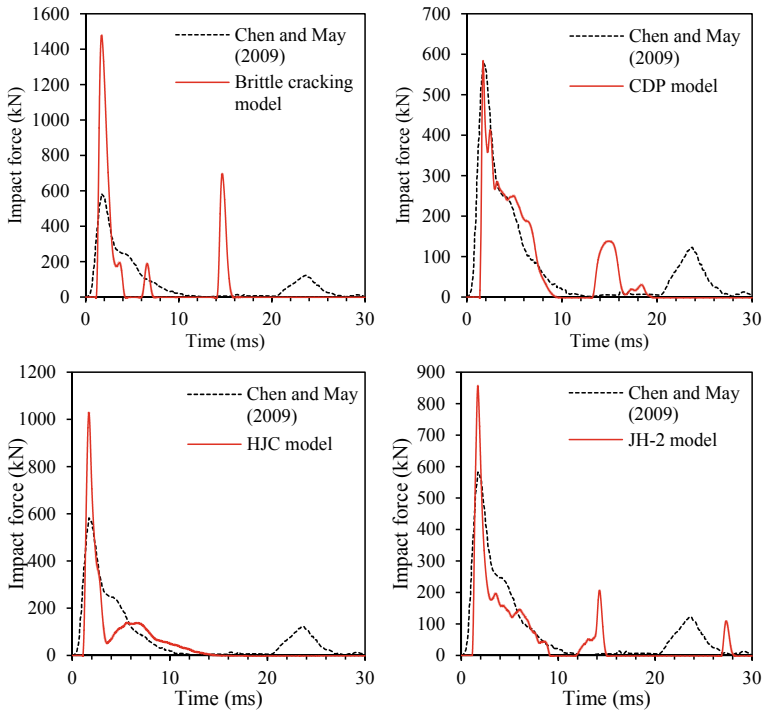 1600
1400
1200
1000
800
600
400
200
0
Impact force (kN)
Chen and May
(2009)
Brittle cracking
model
0 10 20 30
Time (ms)
700
600
500
400
300
200
100
0
Impact force (kN)
Chen and May
(2009)
CDP model
0 10 20 30
Time (ms)
1200
1000
800
600
400
200
0
Impact force (kN)
Chen and May
(2009)
HJC model
0 10 20 30
Time (ms)
900
800
700
600
500
400
300
200
100
0
Impact force (kN)
Chen and May
(2009)
JH-2 model
0 10 20 30
Time (ms)